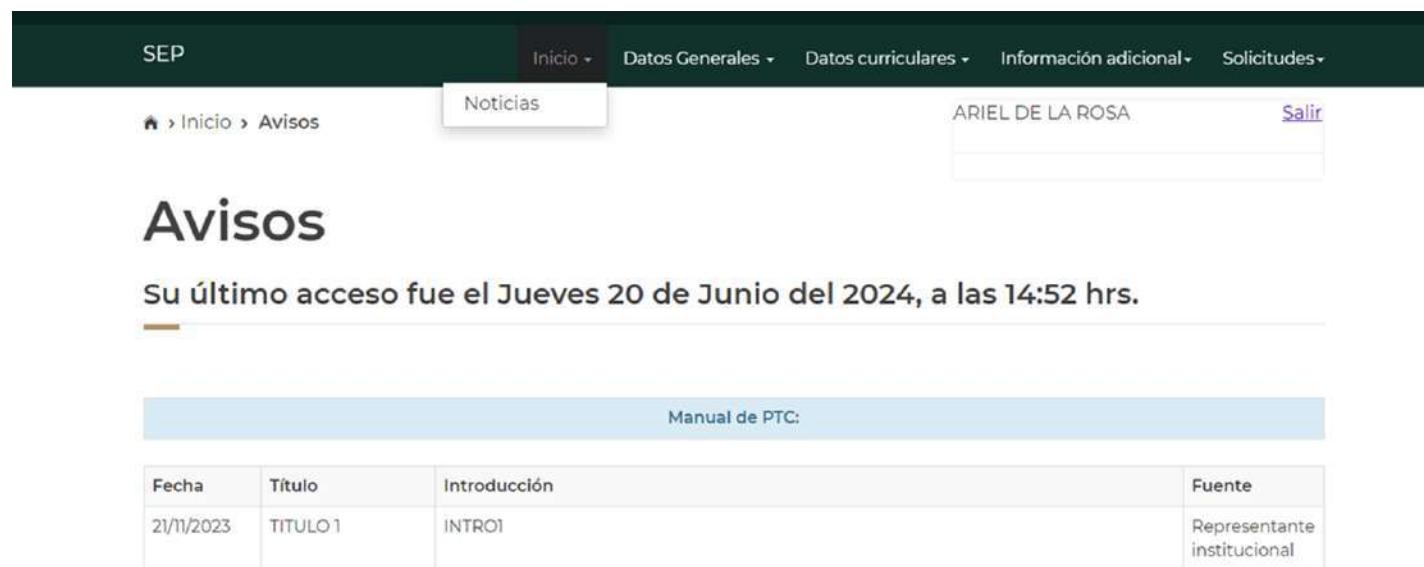 SEP
Inicio Datos Generales Datos curriculares Información adicional Solicitudes
Noticias
› Inicio › Avisos
ARIEL DE LA ROSA Salir
Avisos
Su último acceso fue el Jueves 20 de Junio del 2024, a las 14:52 hrs.
Manual de PTC:
Fecha Título Introducción Fuente
21/11/2023 TITULO 1 INTRO1 Representante
institucional